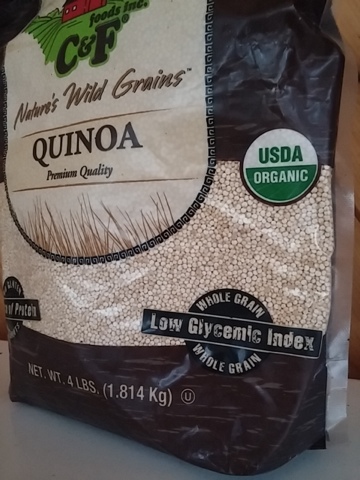 foods Inc.
C&F®
Nature's Wild Grains™
QUINOA
Premium Quality
USDA
ORGANIC
of Protein
WHOLE GRAIN
Low Glycemic Index
WHOLE GRAIN
NET. WT. 4 LBS. (1.814 Kg) U